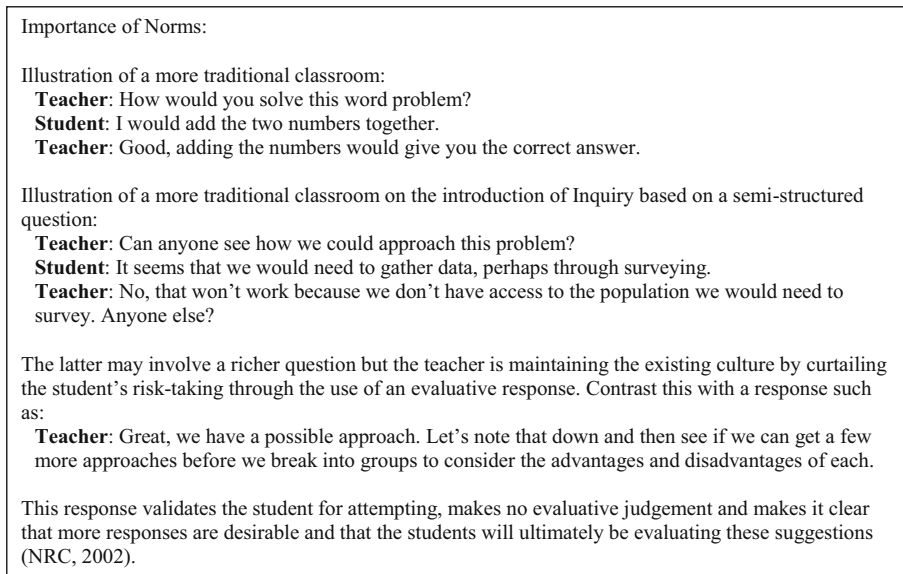 Importance of Norms:
Illustration of a more traditional classroom:
Teacher: How would you solve this word problem?
Student: I would add the two numbers together.
Teacher: Good, adding the numbers would give you the correct answer.
Illustration of a more traditional classroom on the introduction of Inquiry based on a semi-structured
question:
Teacher: Can anyone see how we could approach this problem?
Student: It seems that we would need to gather data, perhaps through surveying.
Teacher: No, that won’t work because we don’t have access to the population we would need to
survey. Anyone else?
The latter may involve a richer question but the teacher is maintaining the existing culture by curtailing
the student’s risk-taking through the use of an evaluative response. Contrast this with a response such
as:
Teacher: Great, we have a possible approach. Let’s note that down and then see if we can get a few
more approaches before we break into groups to consider the advantages and disadvantages of each.
This response validates the student for attempting, makes no evaluative judgement and makes it clear
that more responses are desirable and that the students will ultimately be evaluating these suggestions
(NRC, 2002).